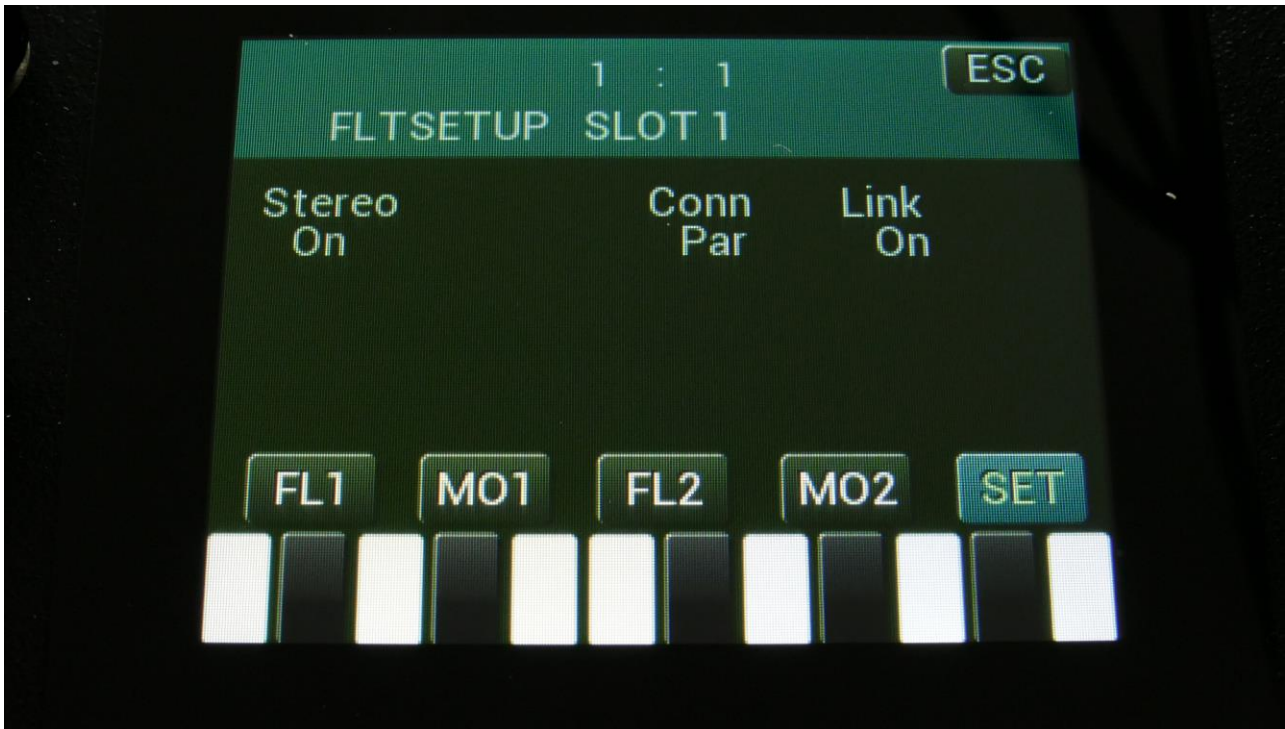 1 : 1
ESC
FLTSETUP SLOT 1
Stereo Conn Link
On Par On
FL1 MO1 FL2 MO2 SET